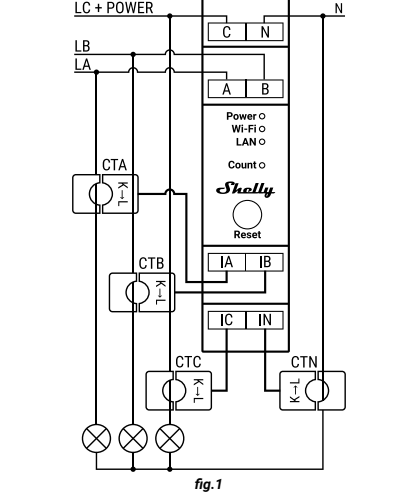 LC + POWER
N
C
N
LB
LA
A
B
Power
Wi-Fi
LAN
CTA
Count
K→L
Shelly
Reset
CTB
IA
IB
K→L
IC
IN
CTC
CTN
K→L
K→L
fig.1